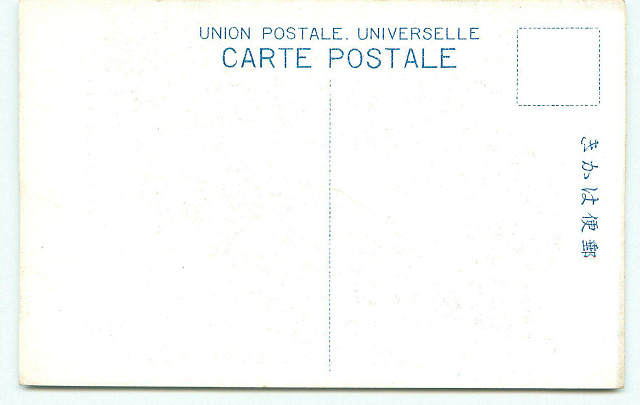 UNION POSTALE. UNIVERSELLE
CARTE POSTALE
郵便はかき